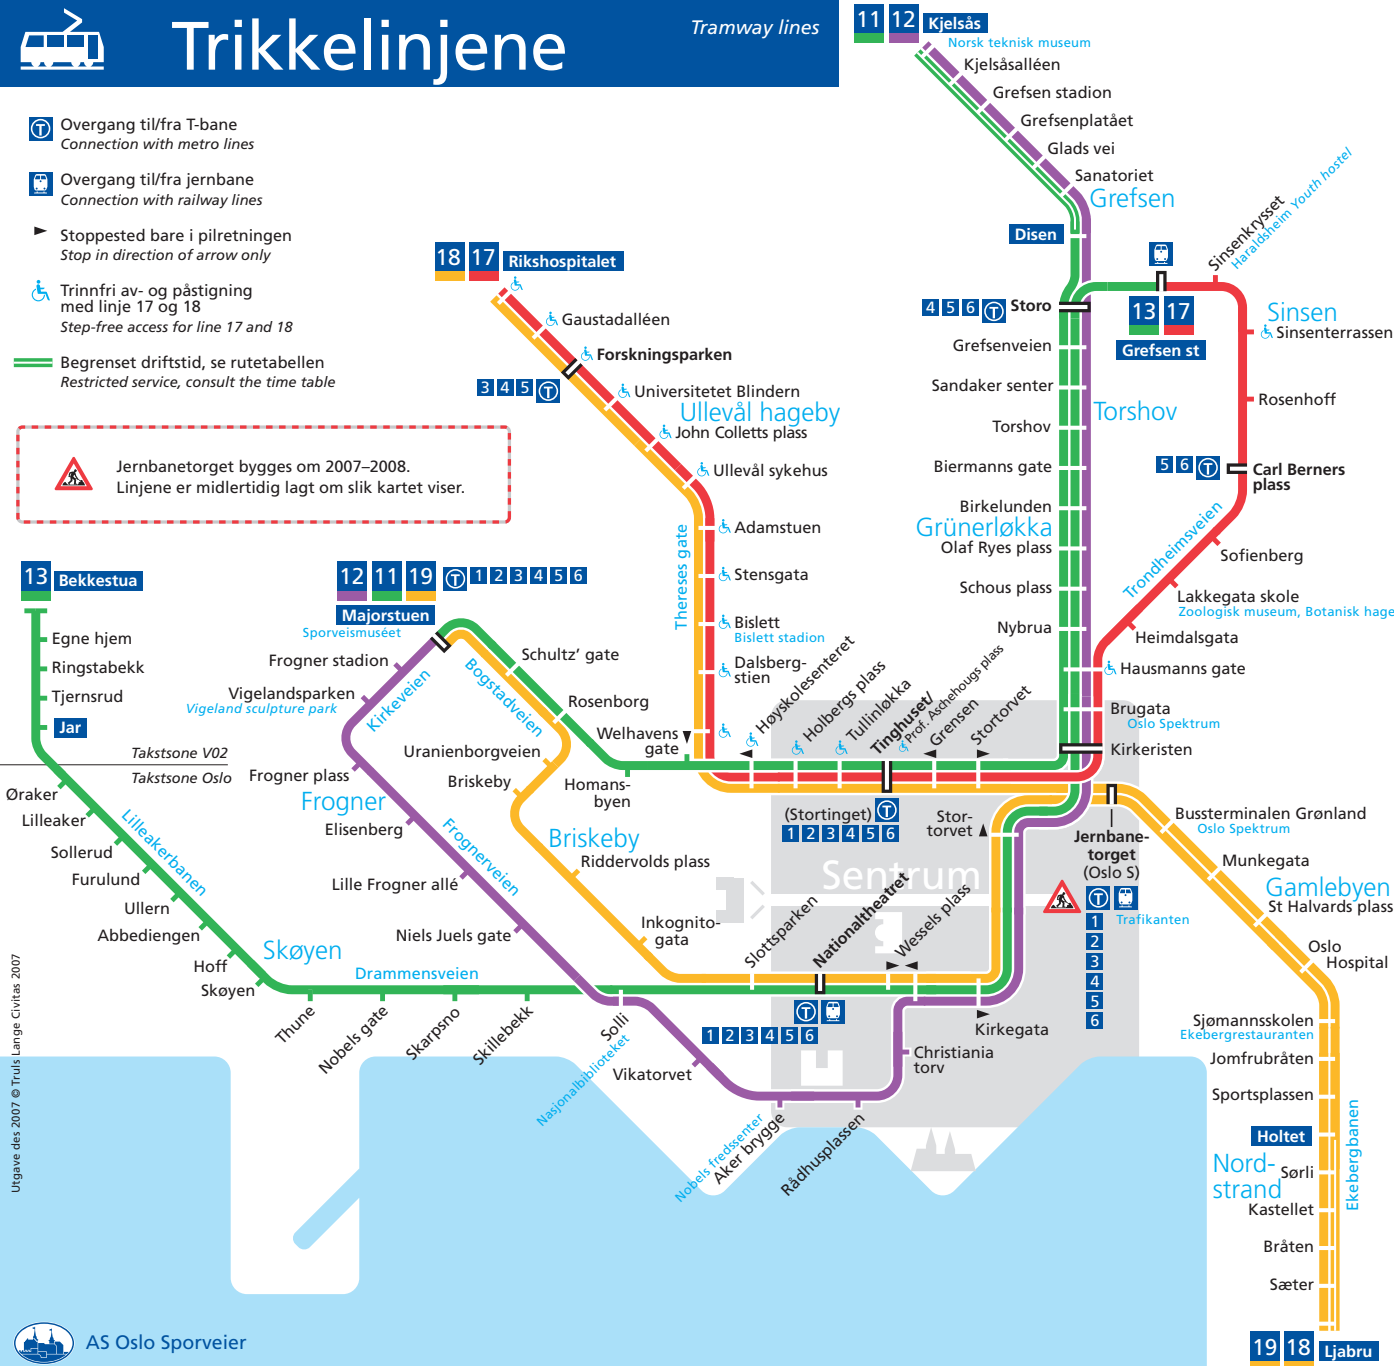 Trikkelinjene
Tramway lines
Overgang til/fra T-bane
Connection with metro lines
Overgang til/fra jernbane
Connection with railway lines
Stoppested bare i pilretningen
Stop in direction of arrow only
Trinnfri av- og påstigning
med linje 17 og 18
Step-free access for line 17 and 18
Begrenset driftstid, se rutetabellen
Restricted service, consult the time table
Jernbanetorget bygges om 2007–2008.
Linjene er midlertidig lagt om slik kartet viser.
11 12 Kjelsås
Norsk teknisk museum
Kjelsåsalléen
Grefsen stadion
Grefsenplatået
Glads vei
Sanatoriet
Grefsen
Disen
4 5 6 T Storo
Grefsenveien
Sandaker senter
Torshov
Torshov
Biermanns gate
Birkelunden
Grünerløkka
Olaf Ryes plass
Schous plass
Nybrua
13 17
Grefsen st
Sinsenkrysset
Haraldsheim Youth hostel
Sinsen
Sinsenterrassen
Rosenhoff
5 6 T Carl Berners
plass
Trondheimsveien
Sofienberg
Lakkegata skole
Zoologisk museum, Botanisk hage
Heimdalsgata
Hausmanns gate
Brugata
Oslo Spektrum
Kirkeristen
18 17 Rikshospitalet
Gaustadalléen
Forskningsparken
3 4 5 T
Universitetet Blindern
Ullevål hageby
John Colletts plass
Ullevål sykehus
Adamstuen
Thereses gate
Stensgata
Bislett
Bislett stadion
Dalsberg-
stien
Welhavens
gate
Høyskolesenteret
Holbergs plass
Tullinløkka
Tinghuset/
Prof. Aschehougs plass
Grensen
Stortorvet
(Stortinget) T
1 2 3 4 5 6
13 Bekkestua
Egne hjem
Ringstabekk
Tjernsrud
Jar
Takstsone V02
Takstsone Oslo
Øraker
Lilleaker
Sollerud
Furulund
Ullern
Abbediengen
Hoff
Skøyen
Lilleakerbanen
Skøyen
Drammensveien
Thune
Nobels gate
Skarpsno
Skillebekk
Solli
Nasjonalbiblioteket
12 11 19 T 1 2 3 4 5 6
Majorstuen
Sporveismuséet
Frogner stadion
Vigelandsparken
Vigeland sculpture park
Kirkeveien
Frogner plass
Frogner
Elisenberg
Frognerveien
Lille Frogner allé
Niels Juels gate
Schultz’ gate
Rosenborg
Homans-
byen
Bogstadveien
Uranienborgveien
Briskeby
Briskeby
Riddervolds plass
Inkognito-
gata
Slottsparken
Nationaltheatret
Wessels plass
T
1 2 3 4 5 6
Sentrum
Stor-
torvet
Kirkegata
Christiania
torv
Vikatorvet
Nobels fredssenter
Aker brygge
Rådhusplassen
Jernbane-
torget
(Oslo S)
T
Trafikanten
1
2
3
4
5
6
Bussterminalen Grønland
Oslo Spektrum
Munkegata
Gamlebyen
St Halvards plass
Oslo
Hospital
Sjømannsskolen
Ekebergrestauranten
Jomfrubråten
Sportsplassen
Holtet
Nord-
strand
Sørli
Kastellet
Bråten
Sæter
Ekebergbanen
19 18 Ljabru
Utgave des 2007 © Truls Lange Civitas 2007
AS Oslo Sporveier